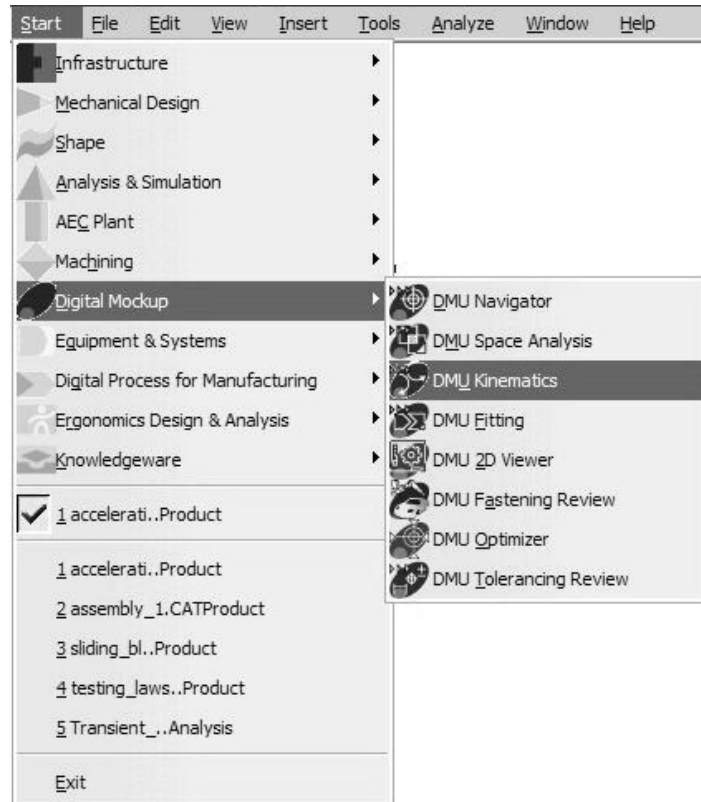 Start File Edit View Insert Tools Analyze Window Help
Infrastructure
Mechanical Design
Shape
Analysis & Simulation
AEC Plant
Machining
Digital Mockup
Equipment & Systems
Digital Process for Manufacturing
Ergonomics Design & Analysis
Knowledgeware
1 accelerati..Product
1 accelerati..Product
2 assembly_1.CATProduct
3 sliding_bl..Product
4 testing_laws..Product
5 Transient_..Analysis
Exit
DMU Navigator
DMU Space Analysis
DMU Kinematics
DMU Fitting
DMU 2D Viewer
DMU Fastening Review
DMU Optimizer
DMU Tolerancing Review